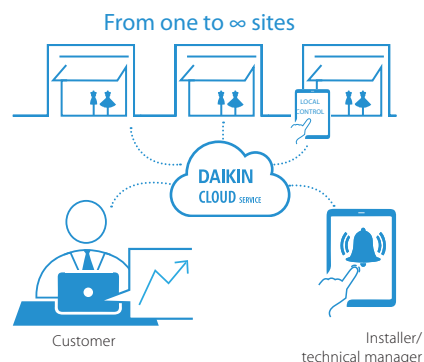 From one to ∞ sites
LOCAL
CONTROL
DAIKIN
CLOUD SERVICE
Customer
Installer/
technical manager